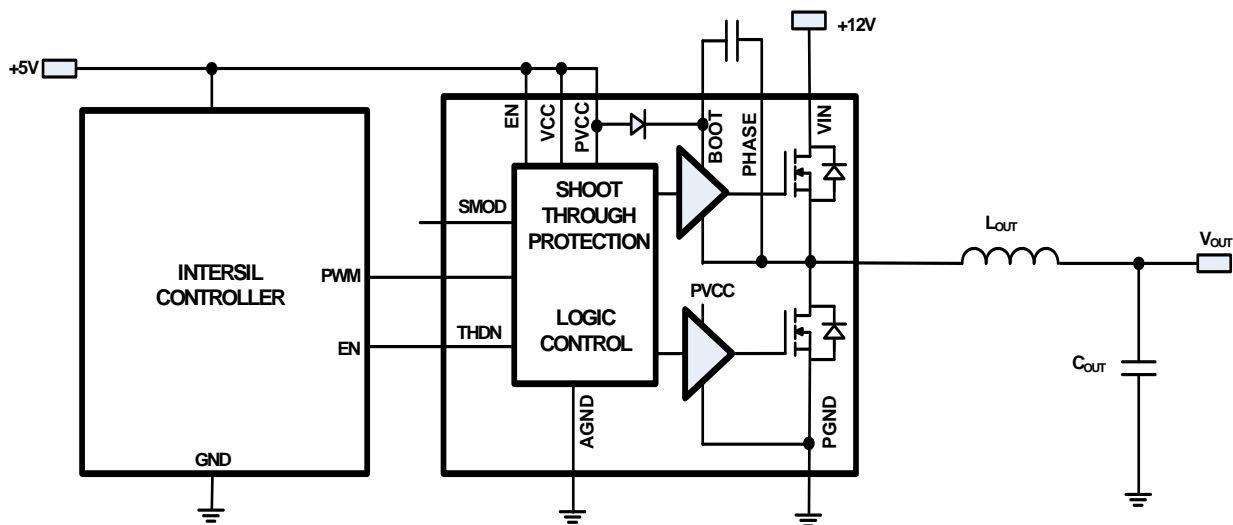 +12V
+5V
EN
VCC
PVCC
BOOT
PHASE
VIN
SMOD
SHOOT
THROUGH
PROTECTION
LOGIC
CONTROL
INTERSIL
CONTROLLER
PWM
EN
THDN
GND
AGND
PVCC
PGND
LOUT
VOUT
COUT